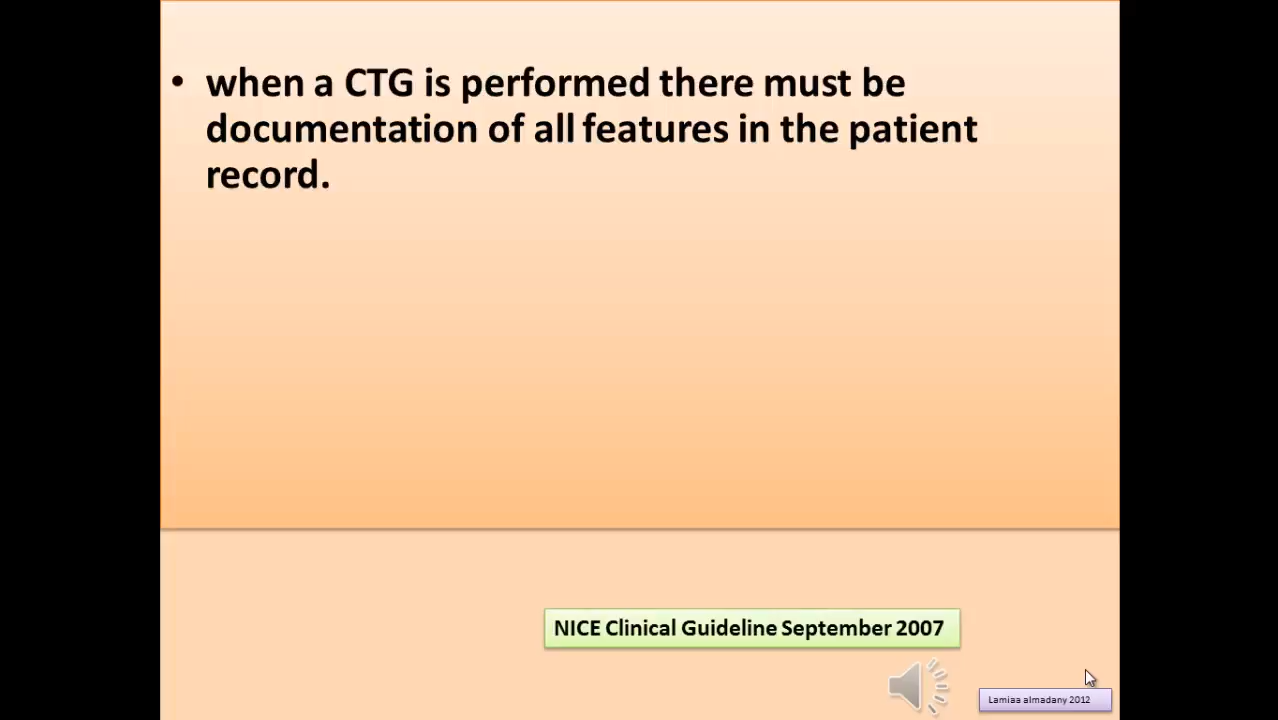 • when a CTG is performed there must be
documentation of all features in the patient
record.
NICE Clinical Guideline September 2007
Lamiaa almadany 2012